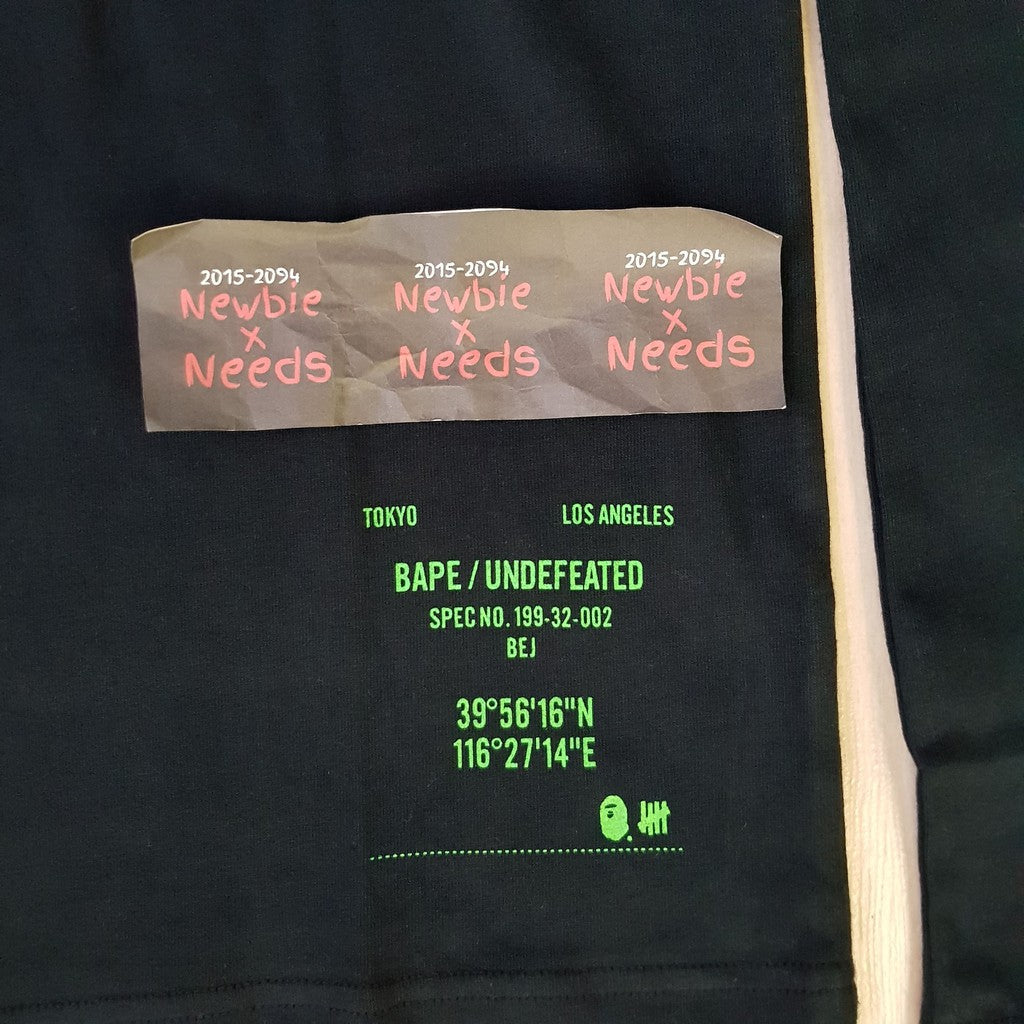 2015-2094 2015-2094 2015-2094
Newbie Newbie Newbie
x x x
Needs Needs Needs
TOKYO LOS ANGELES
BAPE / UNDEFEATED
SPEC NO. 199-32-002
BEJ
39°56'16"N
116°27'14"E